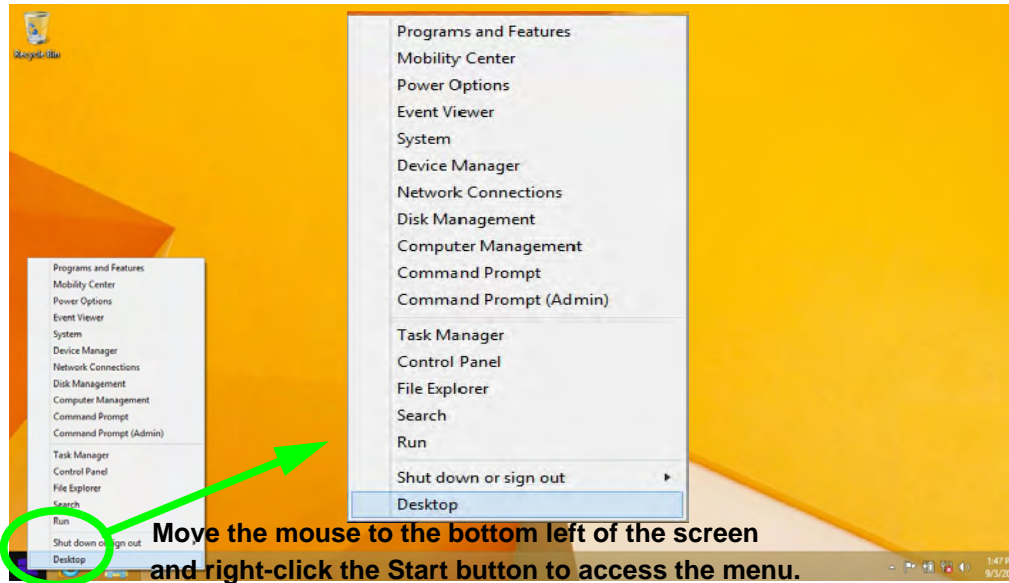 Recycle Bin
Programs and Features
Mobility Center
Power Options
Event Viewer
System
Device Manager
Network Connections
Disk Management
Computer Management
Command Prompt
Command Prompt (Admin)
Task Manager
Control Panel
File Explorer
Search
Run
Shut down or sign out
Desktop
Programs and Features
Mobility Center
Power Options
Event Viewer
System
Device Manager
Network Connections
Disk Management
Computer Management
Command Prompt
Command Prompt (Admin)
Task Manager
Control Panel
File Explorer
Search
Run
Shut down or sign out
Desktop
Move the mouse to the bottom left of the screen
and right-click the Start button to access the menu.
1:47 P
9/3/20